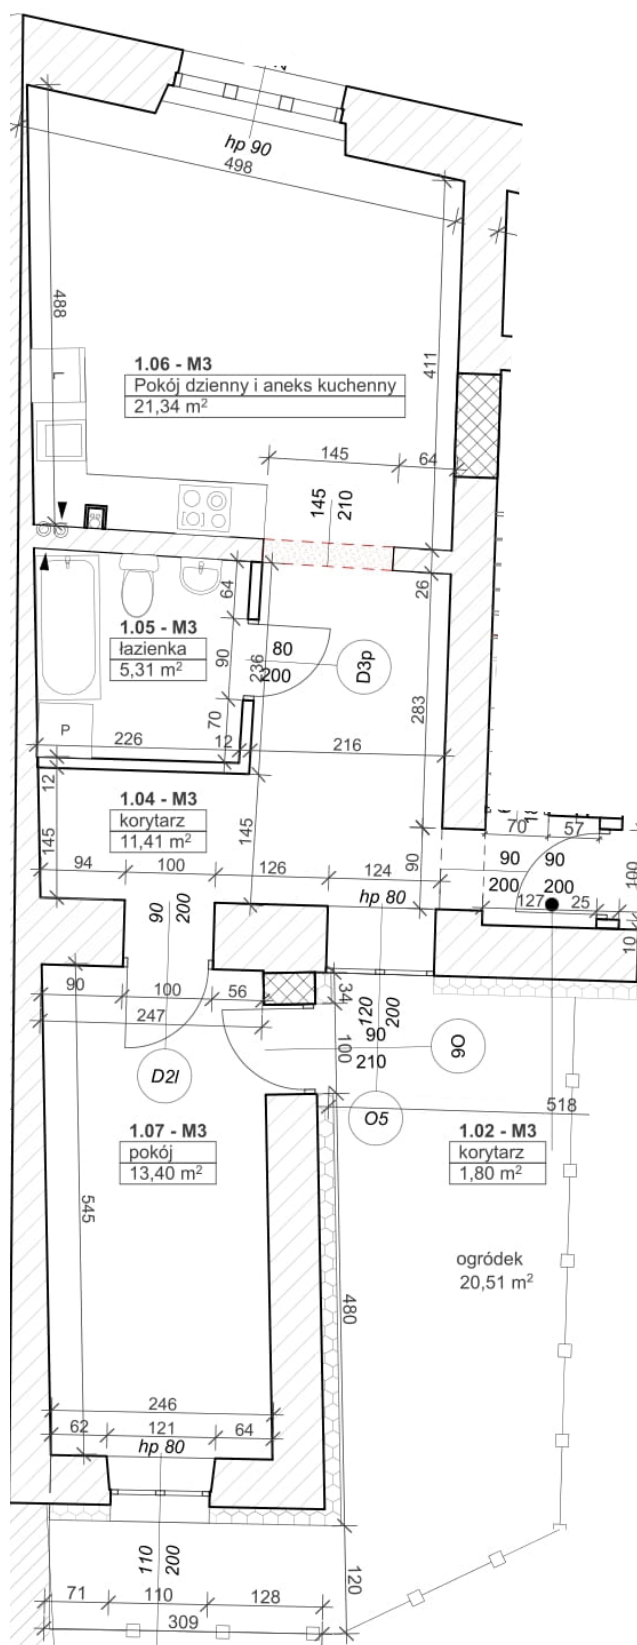 hp 90
498
488
411
1.06 - M3
Pokój dzienny i aneks kuchenny
21,34 m²
L
145
64
145
210
26
64
1.05 - M3
łazienka
5,31 m²
90
236
80
200
D3p
283
P
70
226
12
216
12
1.04 - M3
korytarz
11,41 m²
145
145
94
100
126
124
90
hp 80
70
57
90
200
90
200
127
25
100
10
90
200
90
100
56
247
34
120
200
90
210
100
O6
D2l
O5
518
1.07 - M3
pokój
13,40 m²
1.02 - M3
korytarz
1,80 m²
545
ogródek
20,51 m²
480
246
62
121
64
hp 80
110
200
120
71
110
128
309